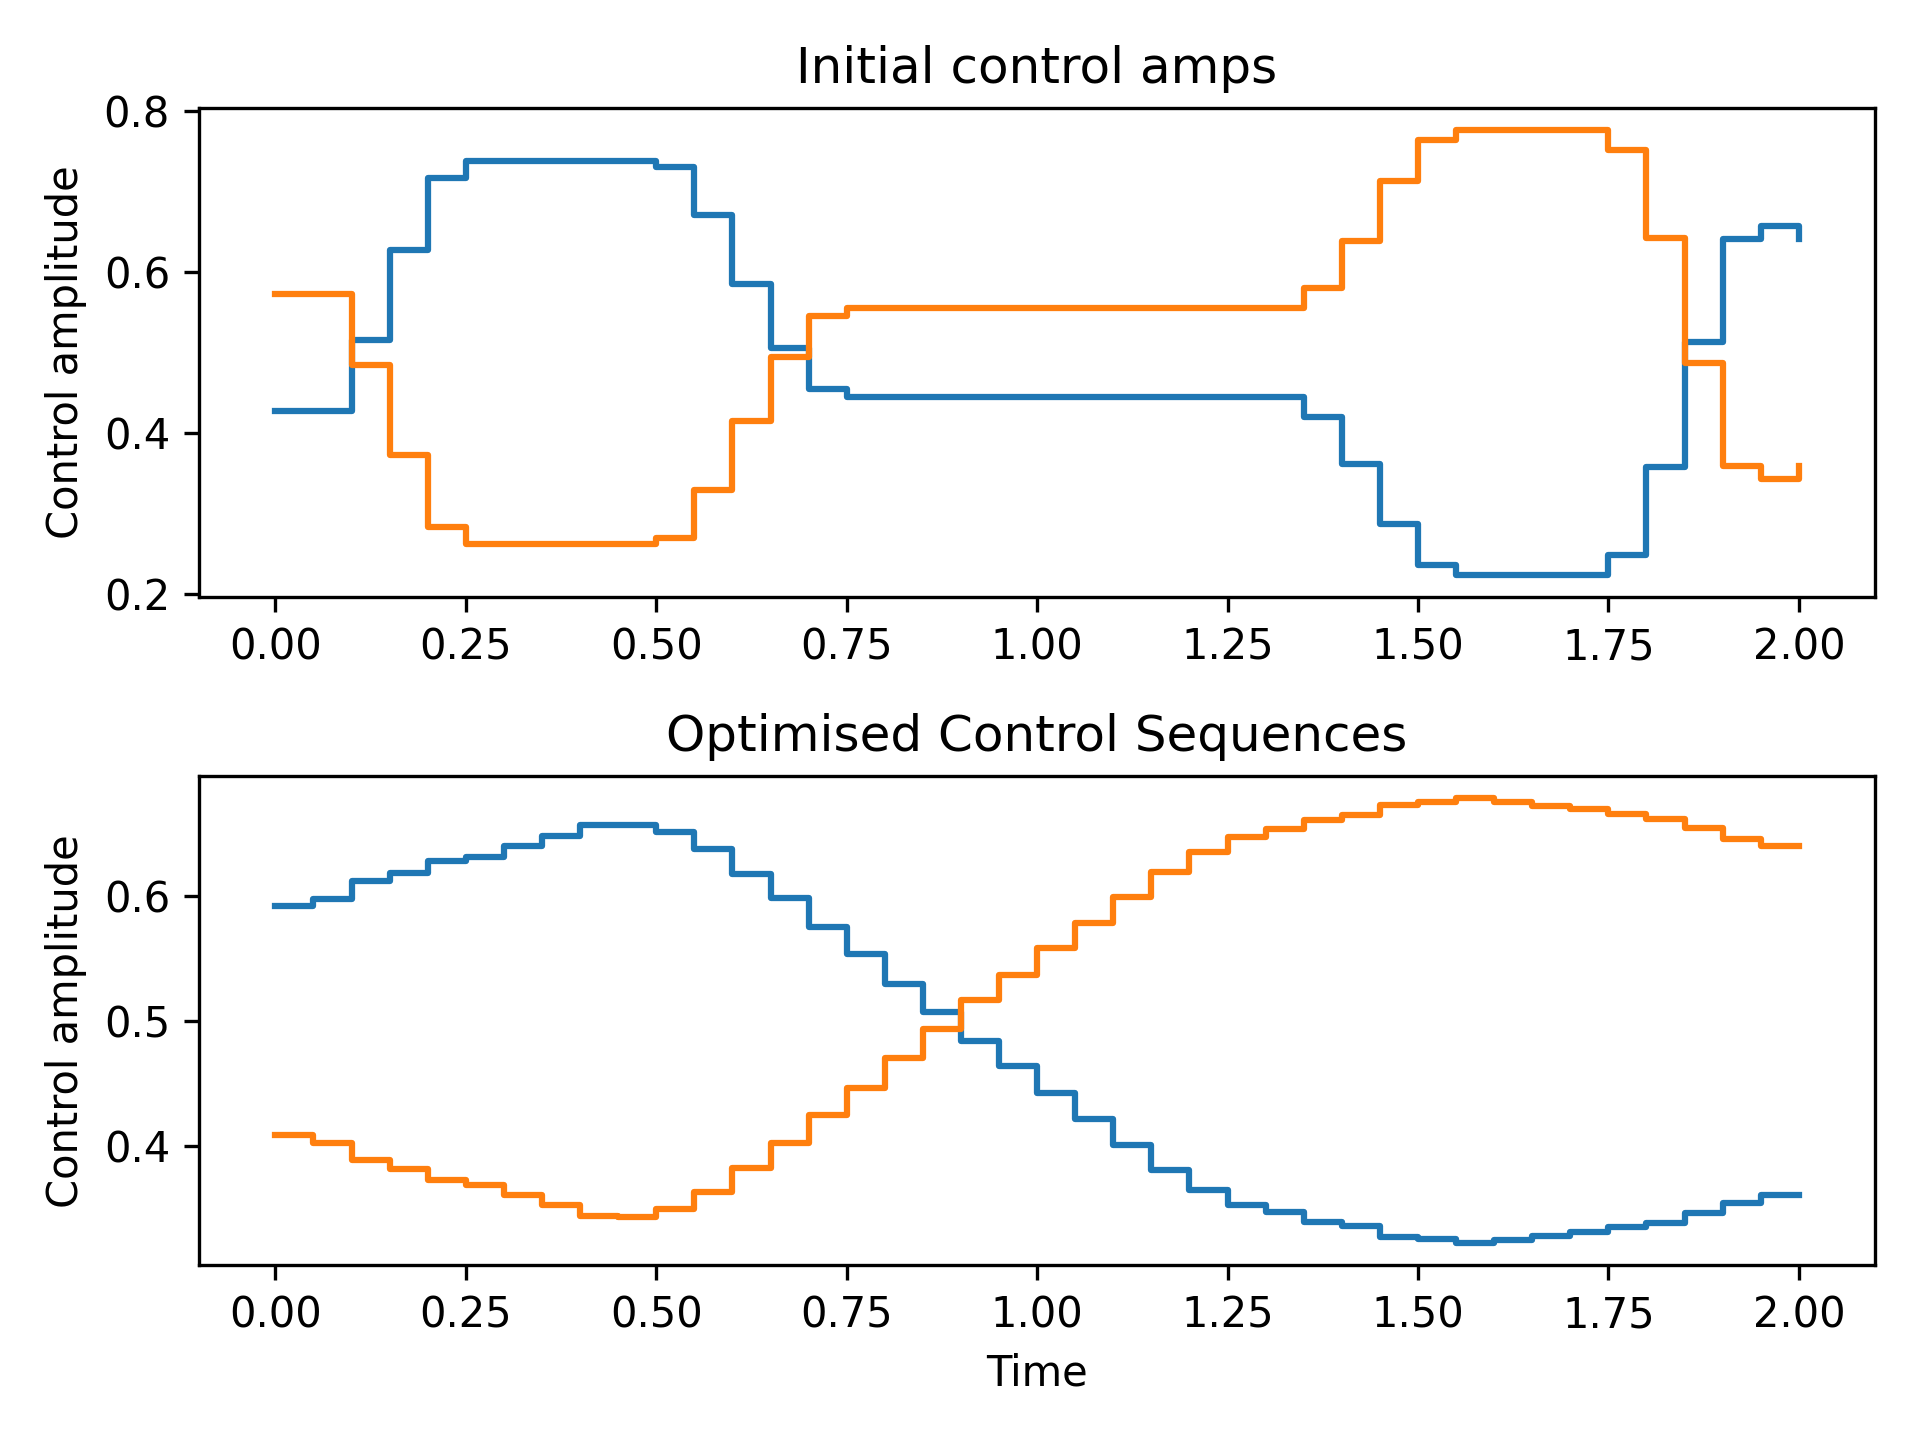 Initial control amps
Control amplitude
0.8
0.6
0.4
0.2
0.00 0.25 0.50 0.75 1.00 1.25 1.50 1.75 2.00
Optimised Control Sequences
Control amplitude
0.6
0.5
0.4
0.00 0.25 0.50 0.75 1.00 1.25 1.50 1.75 2.00
Time